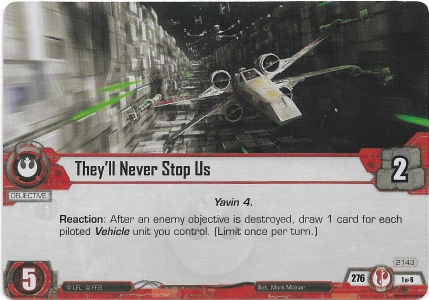 They'll Never Stop Us
2
OBJECTIVE
Yavin 4.
Reaction: After an enemy objective is destroyed, draw 1 card for each
piloted Vehicle unit you control. (Limit once per turn.)
2143
5
© LFL © FFG
Illus. Mark Molnar
276
1 of 6